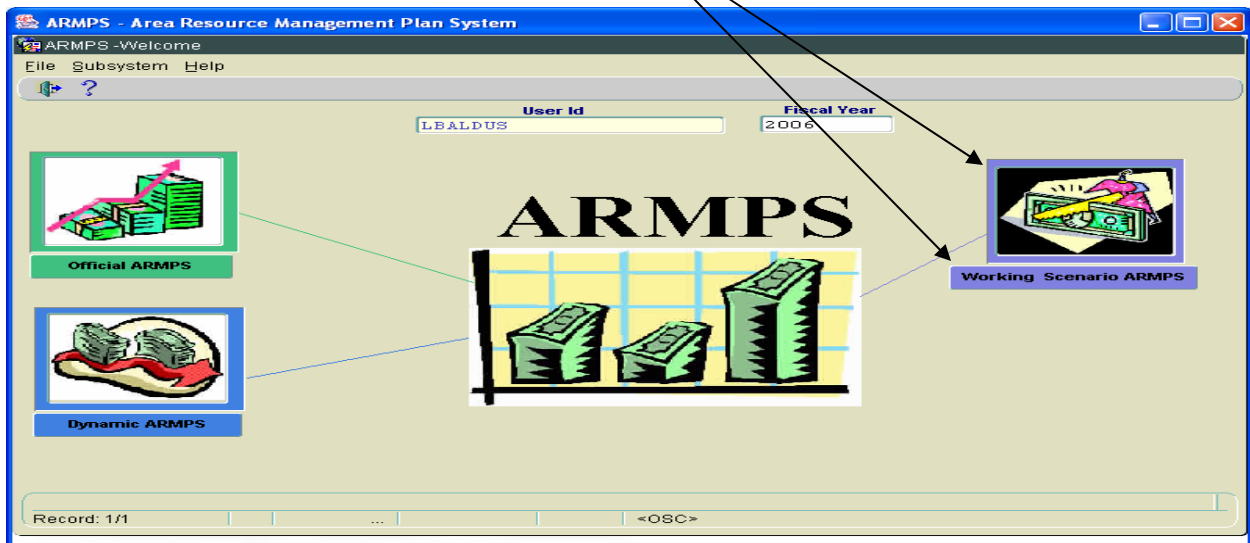 ARMPS - Area Resource Management Plan System
ARMPS -Welcome
File Subsystem Help
?
User Id Fiscal Year
LBALDUS 2006
ARMPS
Official ARMPS
Working Scenario ARMPS
Dynamic ARMPS
Record: 1/1 ... <OSC>